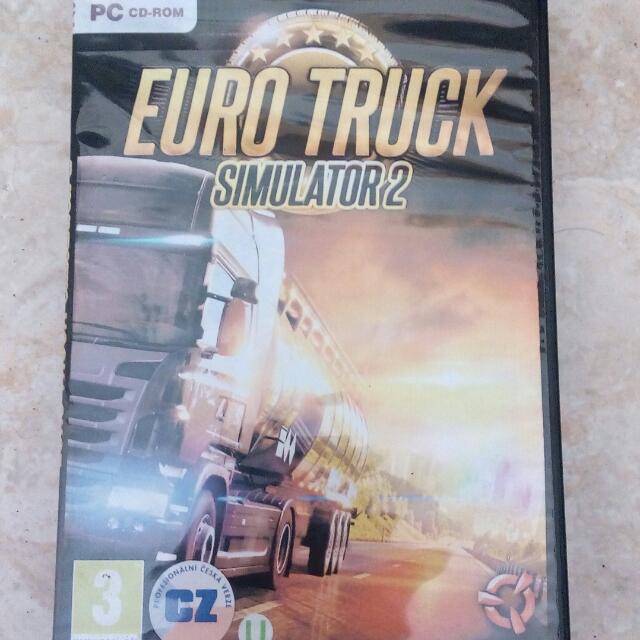 PC CD-ROM
EURO TRUCK
SIMULATOR 2
3
PROFESIONÁLNÍ ČESKÁ VERZE
CZ